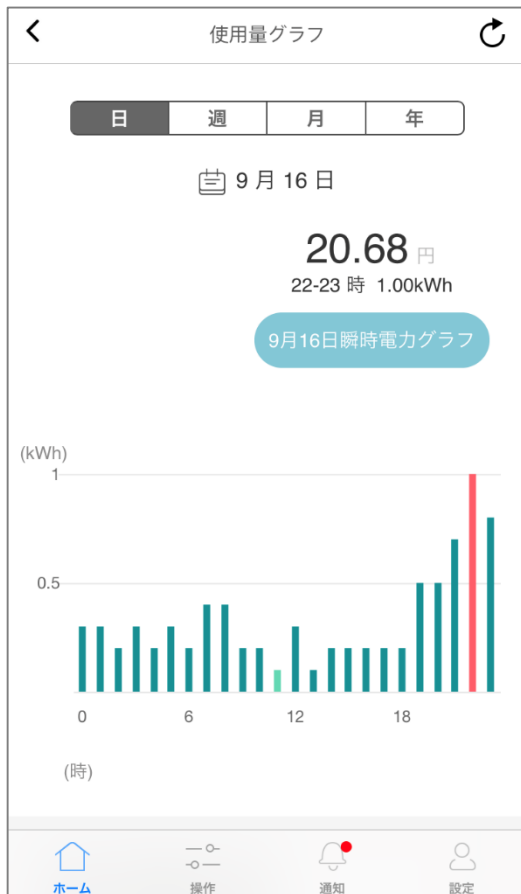 使用量グラフ
日 週 月 年
9 月 16 日
20.68 円
22-23 時 1.00kWh
9月16日瞬時電力グラフ
(kWh)
1
0.5
0 6 12 18
(時)
ホーム 操作 通知 設定